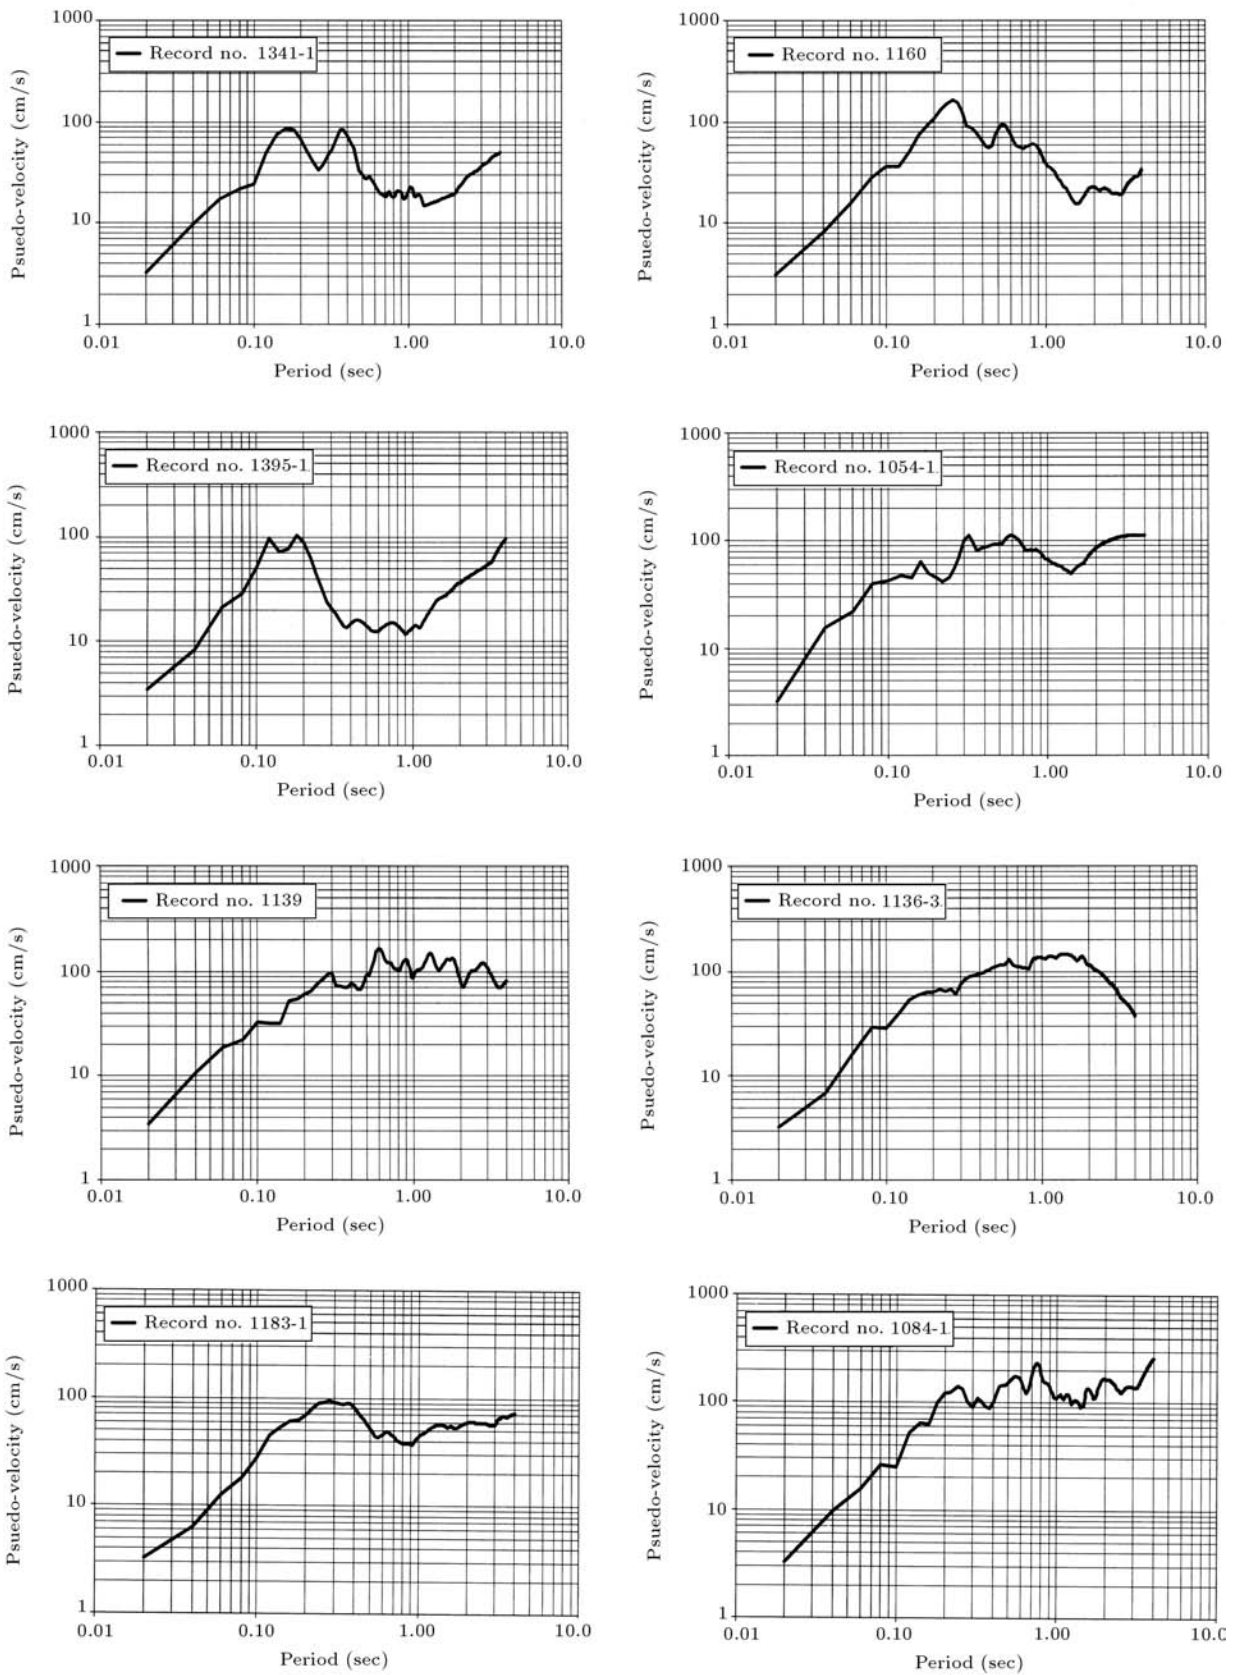 1000
Record no. 1341-1
100
10
1
0.01 0.10 1.00 10.0
Period (sec)
Psuedo-velocity (cm/s)
1000
Record no. 1160
100
10
1
0.01 0.10 1.00 10.0
Period (sec)
Psuedo-velocity (cm/s)
1000
Record no. 1395-1
100
10
1
0.01 0.10 1.00 10.0
Period (sec)
Psuedo-velocity (cm/s)
1000
Record no. 1054-1
100
10
1
0.01 0.10 1.00 10.0
Period (sec)
Psuedo-velocity (cm/s)
1000
Record no. 1139
100
10
1
0.01 0.10 1.00 10.0
Period (sec)
Psuedo-velocity (cm/s)
1000
Record no. 1136-3
100
10
1
0.01 0.10 1.00 10.0
Period (sec)
Psuedo-velocity (cm/s)
1000
Record no. 1183-1
100
10
1
0.01 0.10 1.00 10.0
Period (sec)
Psuedo-velocity (cm/s)
1000
Record no. 1084-1
100
10
1
0.01 0.10 1.00 10.0
Period (sec)
Psuedo-velocity (cm/s)